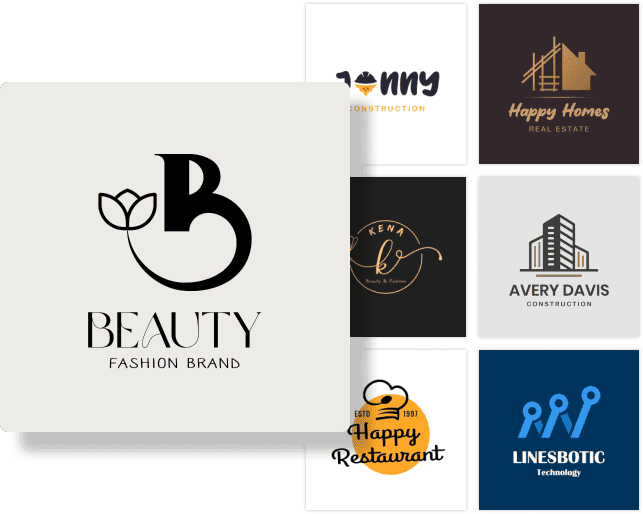 BEAUTY
FASHION BRAND
CONSTRUCTION
Happy Homes
REAL ESTATE
KENA
k
Beauty & Fashion
AVERY DAVIS
CONSTRUCTION
ESTD 1997
Happy
Restaurant
LINESBOTIC
Technology